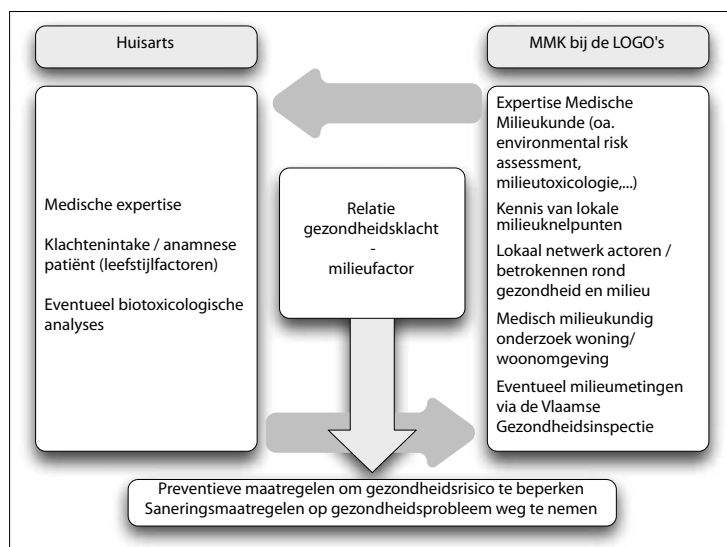 Huisarts
MMK bij de LOGO's
Medische expertise
Klachtenintake / anamnese
patiënt (leefstijlfactoren)
Eventueel biotoxicologische
analyses
Relatie
gezondheidsklacht
-
milieufactor
Expertise Medische
Milieukunde (oa.
environmental risk
assessment,
milieutoxicologie,...)
Kennis van lokale
milieuknelpunten
Lokaal netwerk actoren /
betrokkennen rond
gezondheid en milieu
Medisch milieukundig
onderzoek woning/
woonomgeving
Eventueel milieumetingen
via de Vlaamse
Gezondheidsinspectie
Preventieve maatregelen om gezondheidsrisico te beperken
Saneringsmaatregelen op gezondheidsprobleem weg te nemen